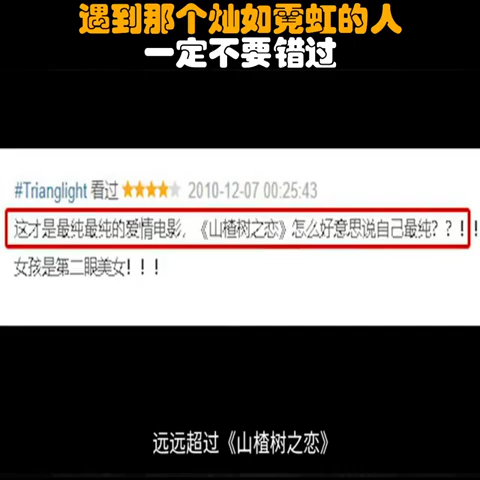 遇到那个灿如霓虹的人
一定不要错过
#Trianglight 看过 ★★★★★ 2010-12-07 00:25:43
这才是最纯最纯的爱情电影,《山楂树之恋》怎么好意思说自己最纯？？！！
女孩是第二眼美女！！！
远远超过《山楂树之恋》